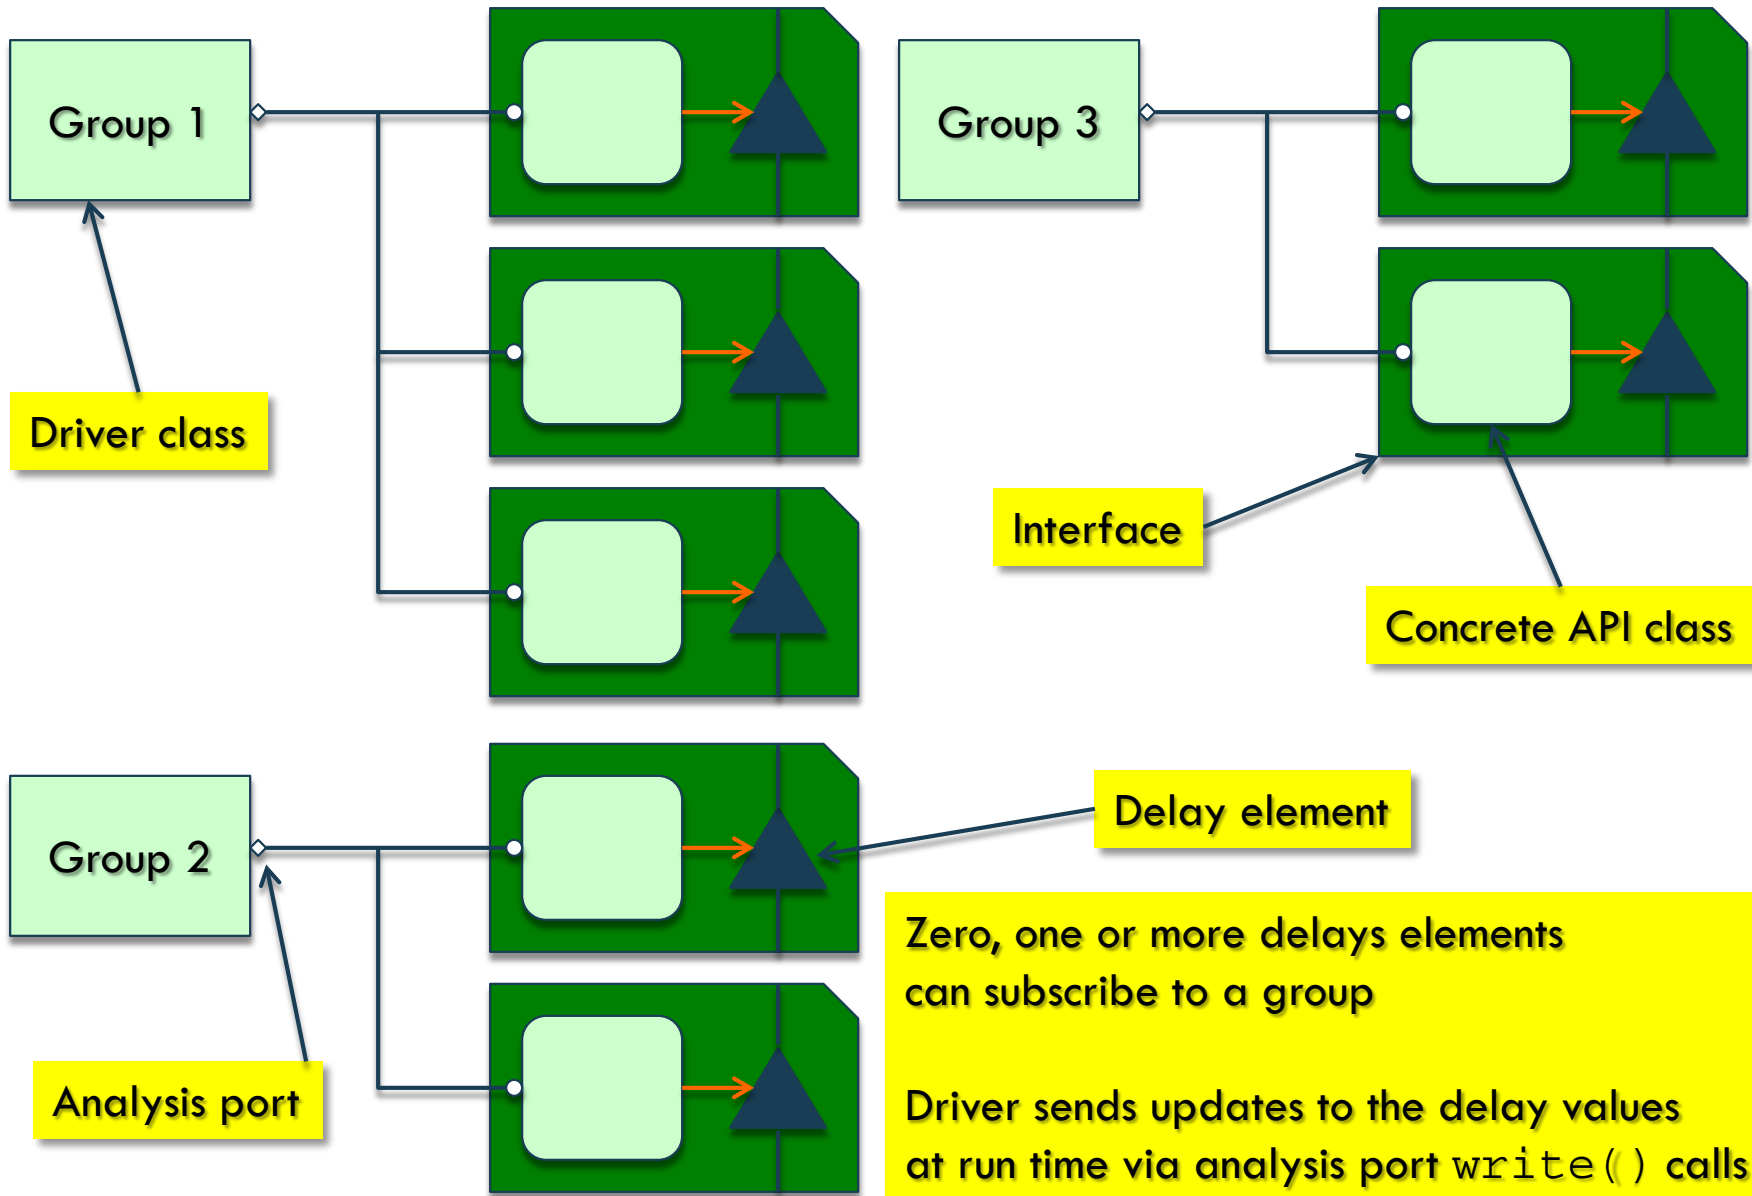 Group 1
Group 3
Driver class
Interface
Concrete API class
Group 2
Delay element
Analysis port
Zero, one or more delays elements
can subscribe to a group
Driver sends updates to the delay values
at run time via analysis port write() calls